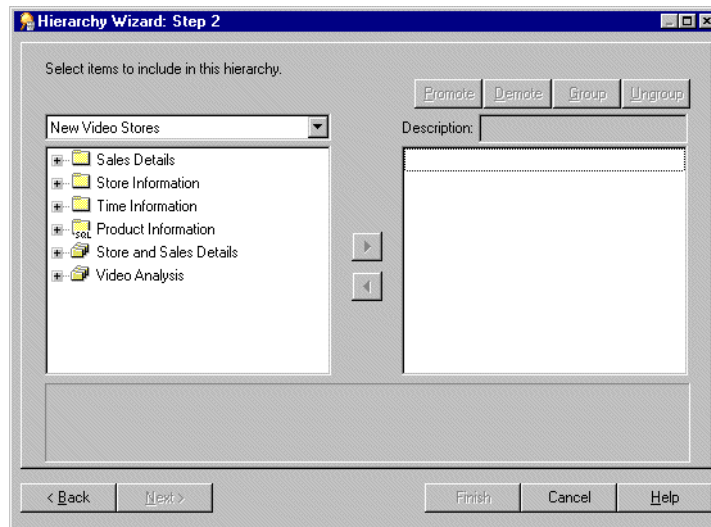 Hierarchy Wizard: Step 2
Select items to include in this hierarchy.
Promote Demote Group Ungroup
New Video Stores
Description:
Sales Details
Store Information
Time Information
SQL Product Information
Store and Sales Details
Video Analysis
< Back Next > Finish Cancel Help